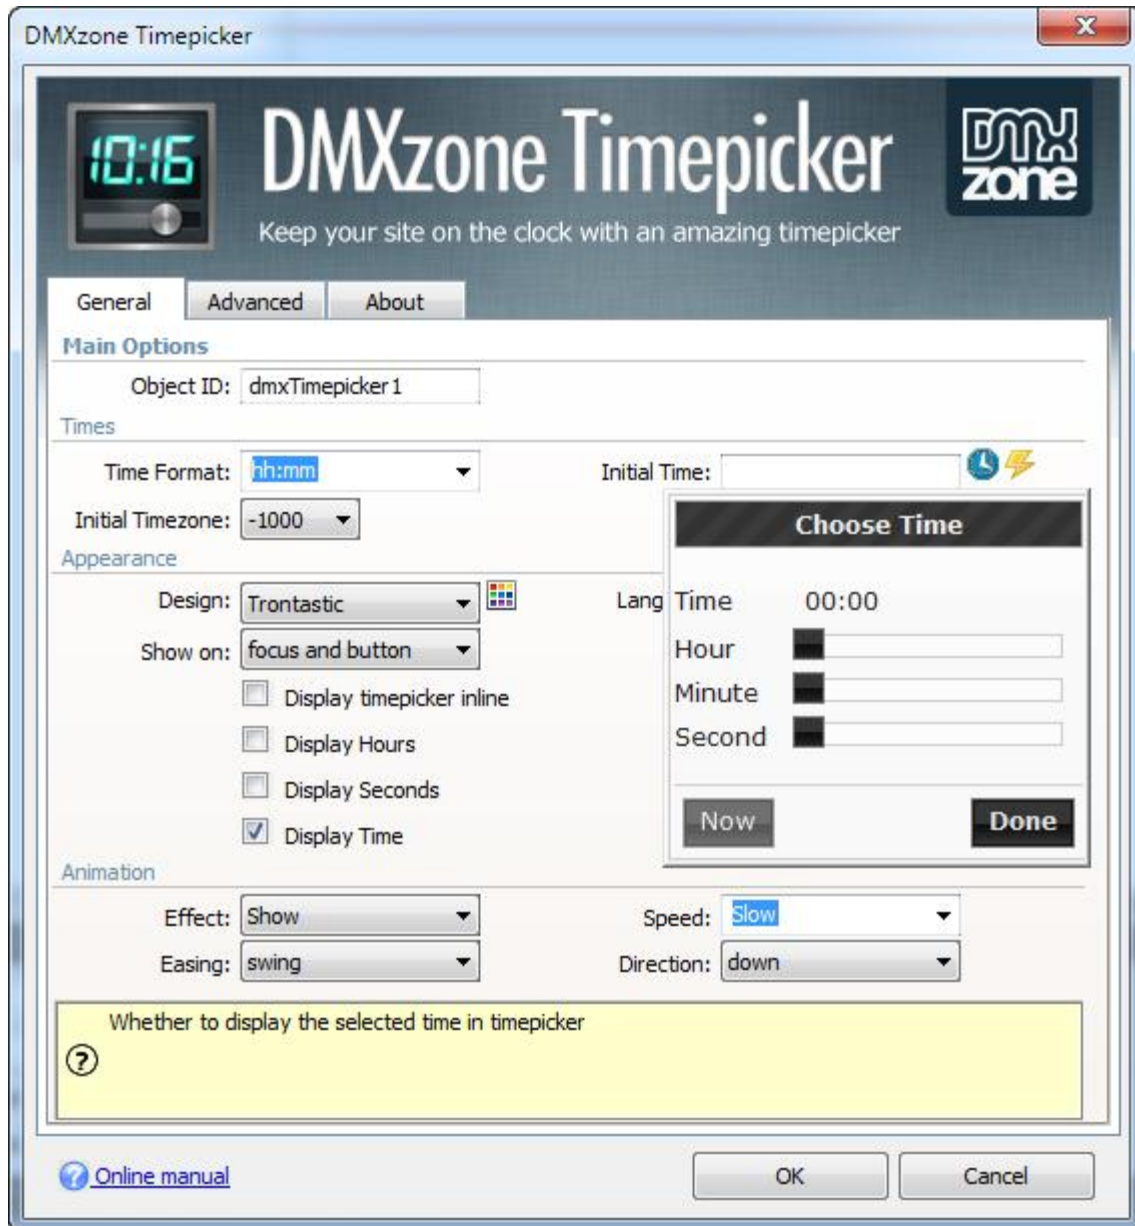 DMXzone Timepicker
10:16
DMXzone Timepicker
DMX
zone
Keep your site on the clock with an amazing timepicker
General Advanced About
Main Options
Object ID: dmxTimepicker1
Times
Time Format: hh:mm Initial Time:
Initial Timezone: -1000
Choose Time
Appearance
Design: Trontastic Lang Time 00:00
Show on: focus and button Hour
Display timepicker inline Minute
Display Hours Second
Display Seconds
Now Done
Display Time
Animation
Effect: Show Speed: Slow
Easing: swing Direction: down
Whether to display the selected time in timepicker
?
? Online manual OK Cancel